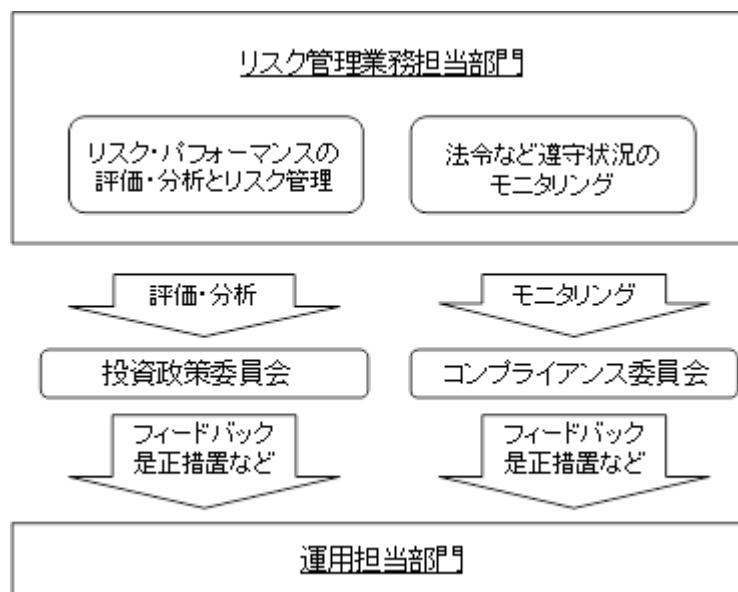 リスク管理業務担当部門
リスク・パフォーマンスの
評価・分析とリスク管理
法令など遵守状況の
モニタリング
評価・分析
モニタリング
投資政策委員会
コンプライアンス委員会
フィードバック
是正措置など
フィードバック
是正措置など
運用担当部門